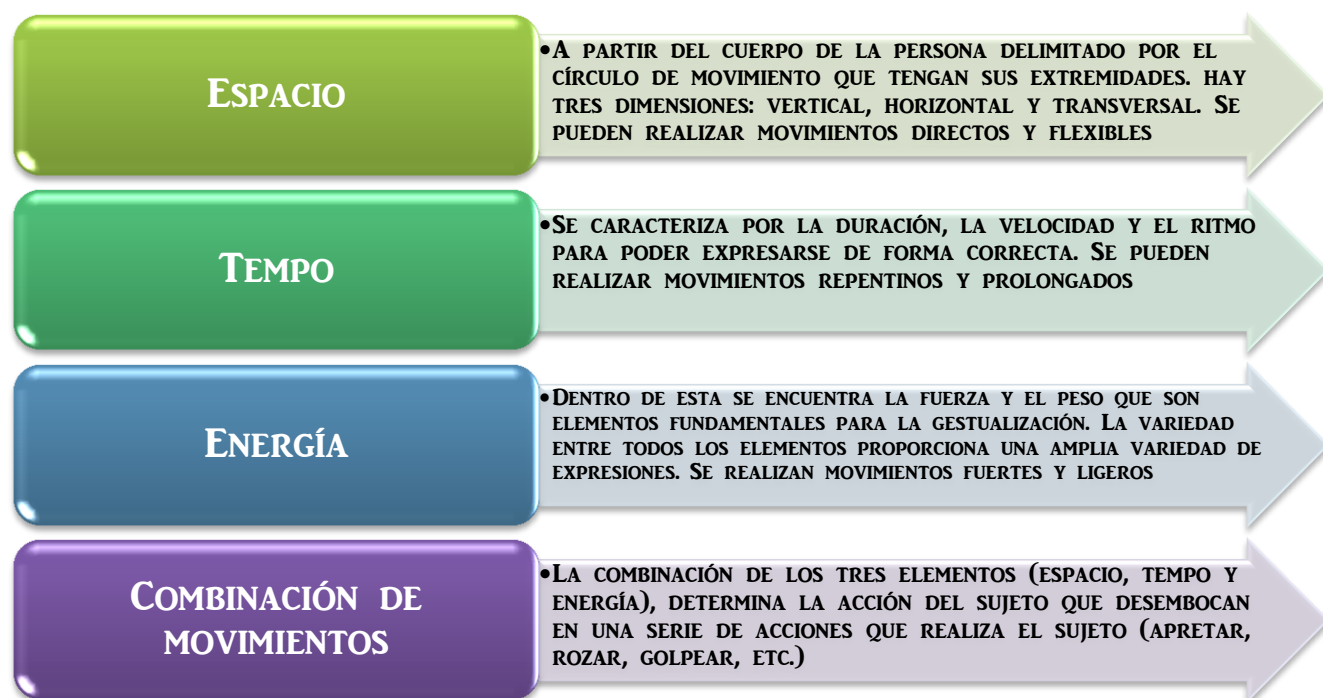 Espacio
•A partir del cuerpo de la persona delimitado por el
círculo de movimiento que tengan sus extremidades. hay
tres dimensiones: vertical, horizontal y transversal. Se
pueden realizar movimientos directos y flexibles
Tempo
•Se caracteriza por la duración, la velocidad y el ritmo
para poder expresarse de forma correcta. Se pueden
realizar movimientos repentinos y prolongados
Energía
•Dentro de esta se encuentra la fuerza y el peso que son
elementos fundamentales para la gestualización. La variedad
entre todos los elementos proporciona una amplia variedad de
expresiones. Se realizan movimientos fuertes y ligeros
Combinación de
movimientos
•La combinación de los tres elementos (espacio, tempo y
energía), determina la acción del sujeto que desembocan
en una serie de acciones que realiza el sujeto (apretar,
rozar, golpear, etc.)